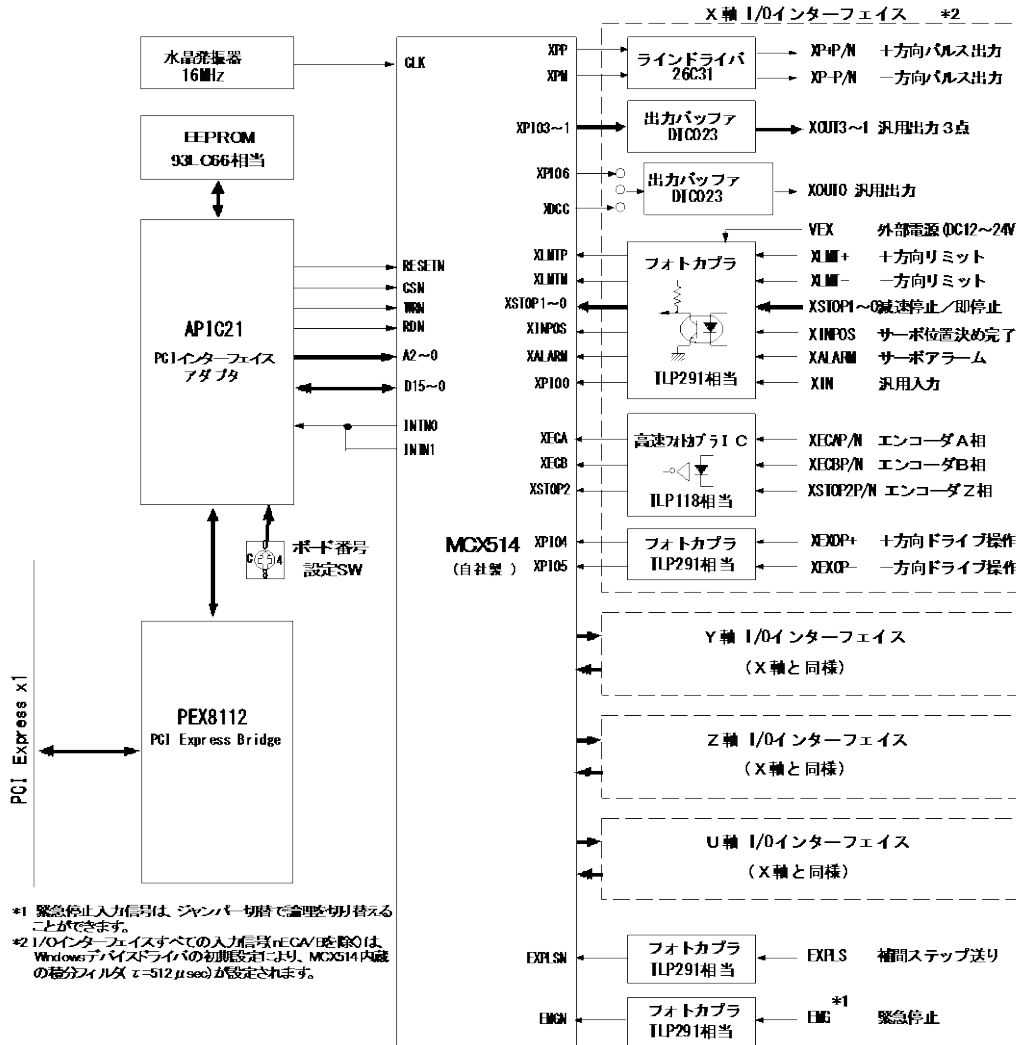 X軸 I/Oインターフェイス *2
水晶発振器
16MHz
CLK
EEPROM
93LC66相当
APIC21
PCIインターフェイス
アダプタ
RESETN
CSN
WRN
RDN
A2～0
D15～0
INTN0
INTN1
ボード番号
設定SW
C
0
4
8
PCI Express x1
PEX8112
PCI Express Bridge
MCX514
(自社製)
XPP
XPM
ラインドライバ
26C31
XP+P/N +方向パルス出力
XP-P/N －方向パルス出力
XPIO3～1
出力バッファ
DTC023
XOUT3～1 汎用出力3点
XPIO6
XDCC
出力バッファ
DTC023
XOUT0 汎用出力
VEX 外部電源(DC12～24V
XLMTP
XLMTM
XSTOP1～0
XINPOS
XALARM
XPIO0
フォトカプラ
TLP291相当
XLMT+ +方向リミット
XLMT- －方向リミット
XSTOP1～0減速停止／即停止
XINPOS サーボ位置決め完了
XALARM サーボアラーム
XIN 汎用入力
XECA
XECB
XSTOP2
高速フォトカプラIC
TLP118相当
XECAP/N エンコーダA相
XECBP/N エンコーダB相
XSTOP2P/N エンコーダZ相
XPIO4
XPIO5
フォトカプラ
TLP291相当
XEXOP+ +方向ドライブ操作
XEXOP- －方向ドライブ操作
Y軸 I/Oインターフェイス
(X軸と同様)
Z軸 I/Oインターフェイス
(X軸と同様)
U軸 I/Oインターフェイス
(X軸と同様)
EXPLSN
フォトカプラ
TLP291相当
EXPLS 補間ステップ送り
EMGN
フォトカプラ
TLP291相当
EMG *1 緊急停止
*1 緊急停止入力信号は、ジャンパー切替で論理を切り替える
ことができます。
*2 I/Oインターフェイスすべての入力信号(nECA/Bを除く)は、
Windowsデバイスドライバの初期設定により、MCX514内蔵
の積分フィルタ(τ=512μsec)が設定されます。